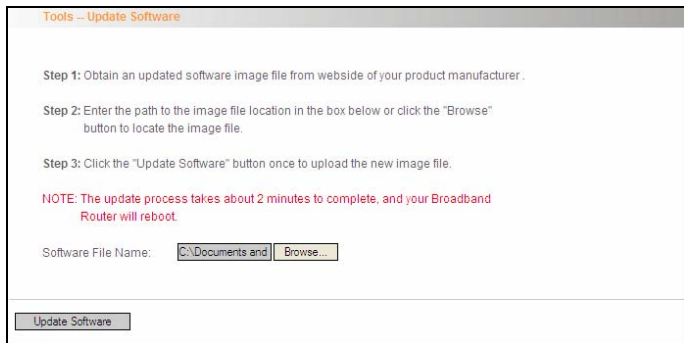 Tools -- Update Software
Step 1: Obtain an updated software image file from webside of your product manufacturer .
Step 2: Enter the path to the image file location in the box below or click the "Browse"
button to locate the image file.
Step 3: Click the "Update Software" button once to upload the new image file.
NOTE: The update process takes about 2 minutes to complete, and your Broadband
Router will reboot.
Software File Name: C:\Documents and Browse...
Update Software